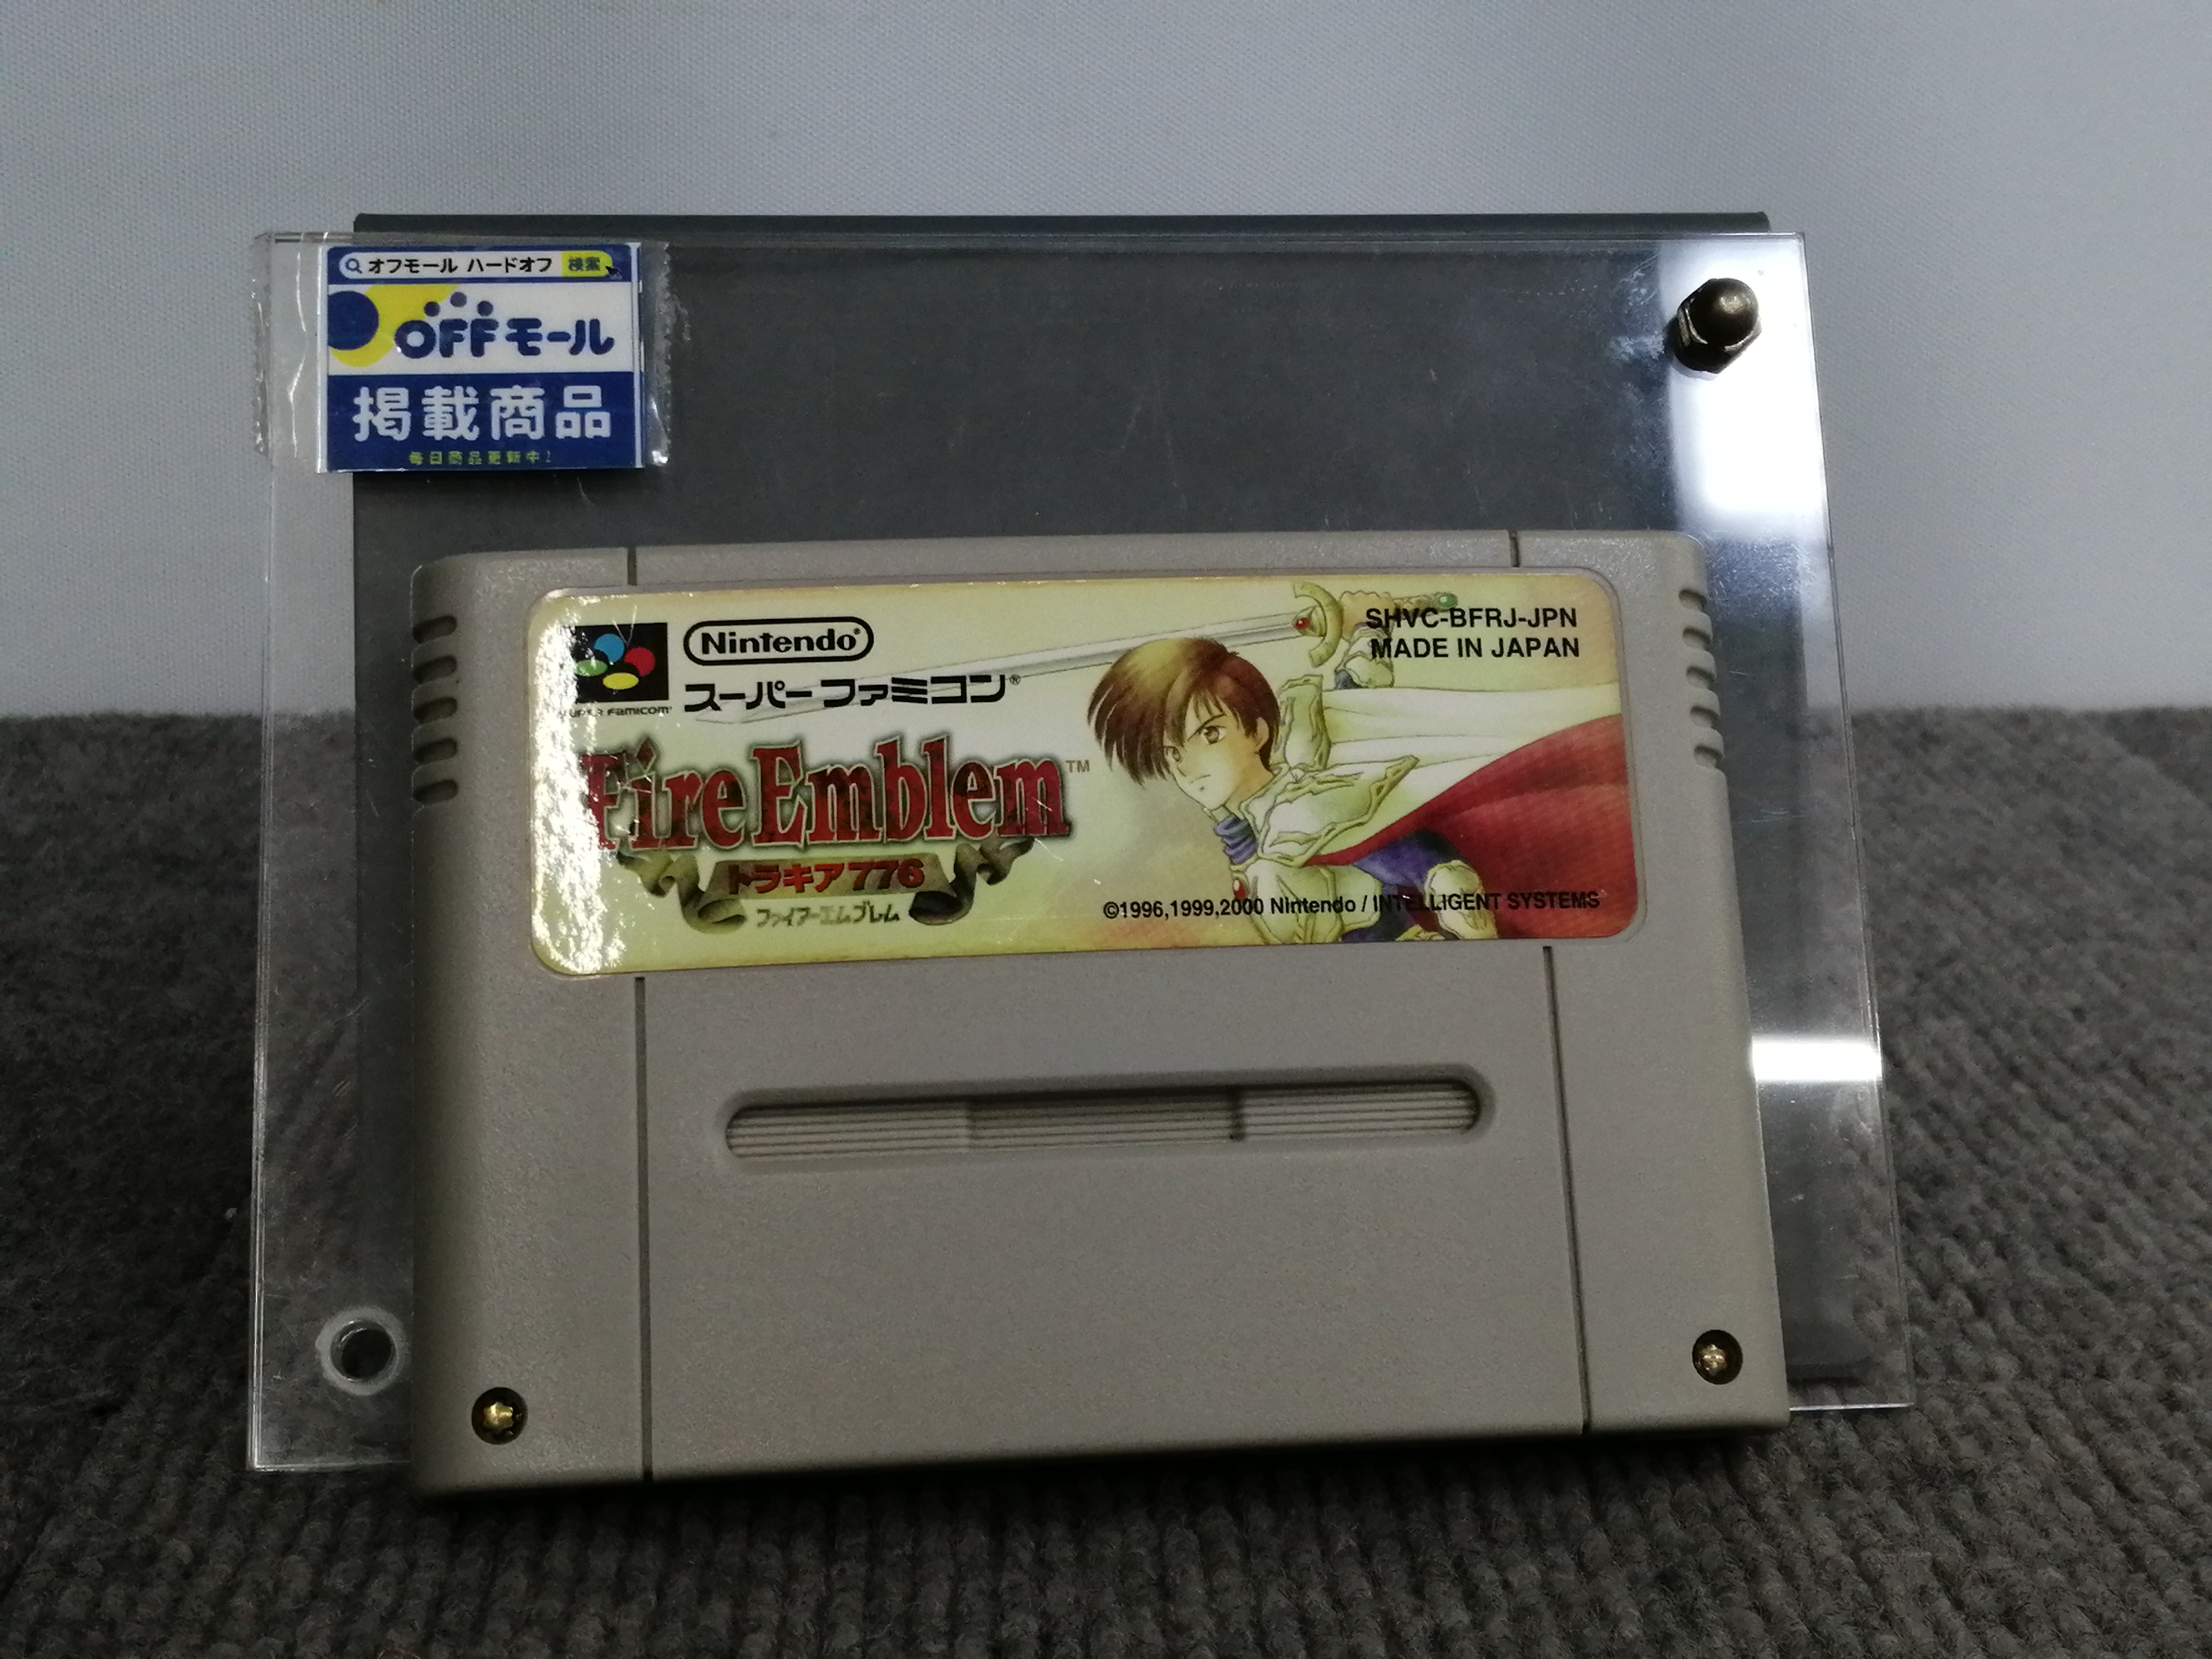 オフモール ハードオフ 検索
OFFモール
掲載商品
毎日商品更新中!
Nintendo®
SUPER FAMICOM
スーパーファミコン®
SHVC-BFRJ-JPN
MADE IN JAPAN
Fire Emblem™
トラキア776
ファイアーエムブレム
©1996,1999,2000 Nintendo / INTELLIGENT SYSTEMS